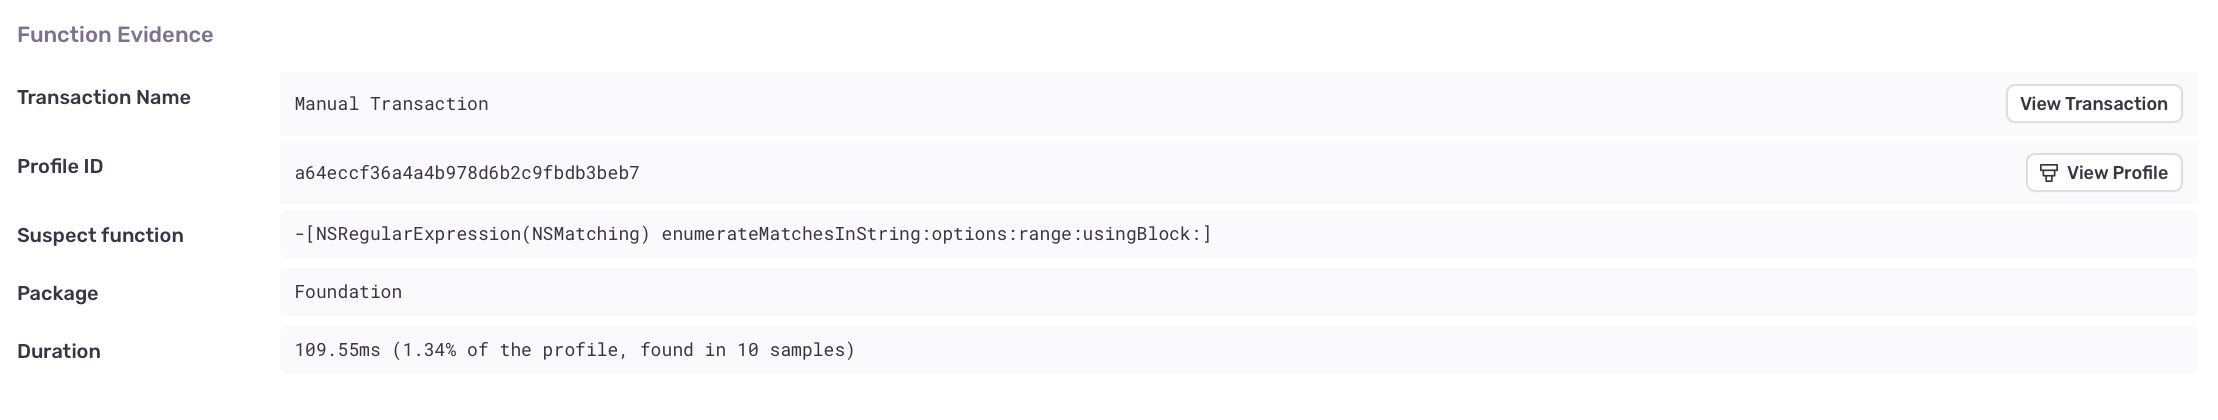 Function Evidence
Transaction Name
Manual Transaction
View Transaction
Profile ID
a64eccf36a4a4b978d6b2c9fbdb3beb7
View Profile
Suspect function
-[NSRegularExpression(NSMatching) enumerateMatchesInString:options:range:usingBlock:]
Package
Foundation
Duration
109.55ms (1.34% of the profile, found in 10 samples)